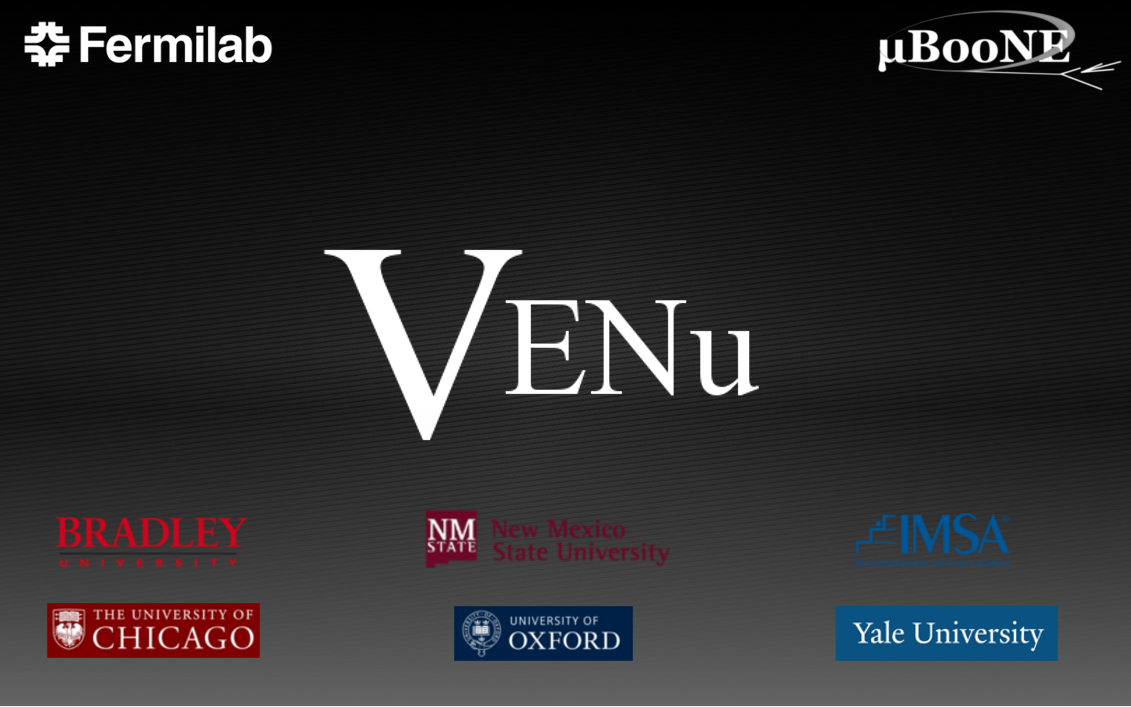 Fermilab
µBooNE
VENu
BRADLEY
UNIVERSITY
NM
STATE
New Mexico
State University
IMSA®
THE UNIVERSITY OF
CHICAGO
UNIVERSITY OF
OXFORD
Yale University